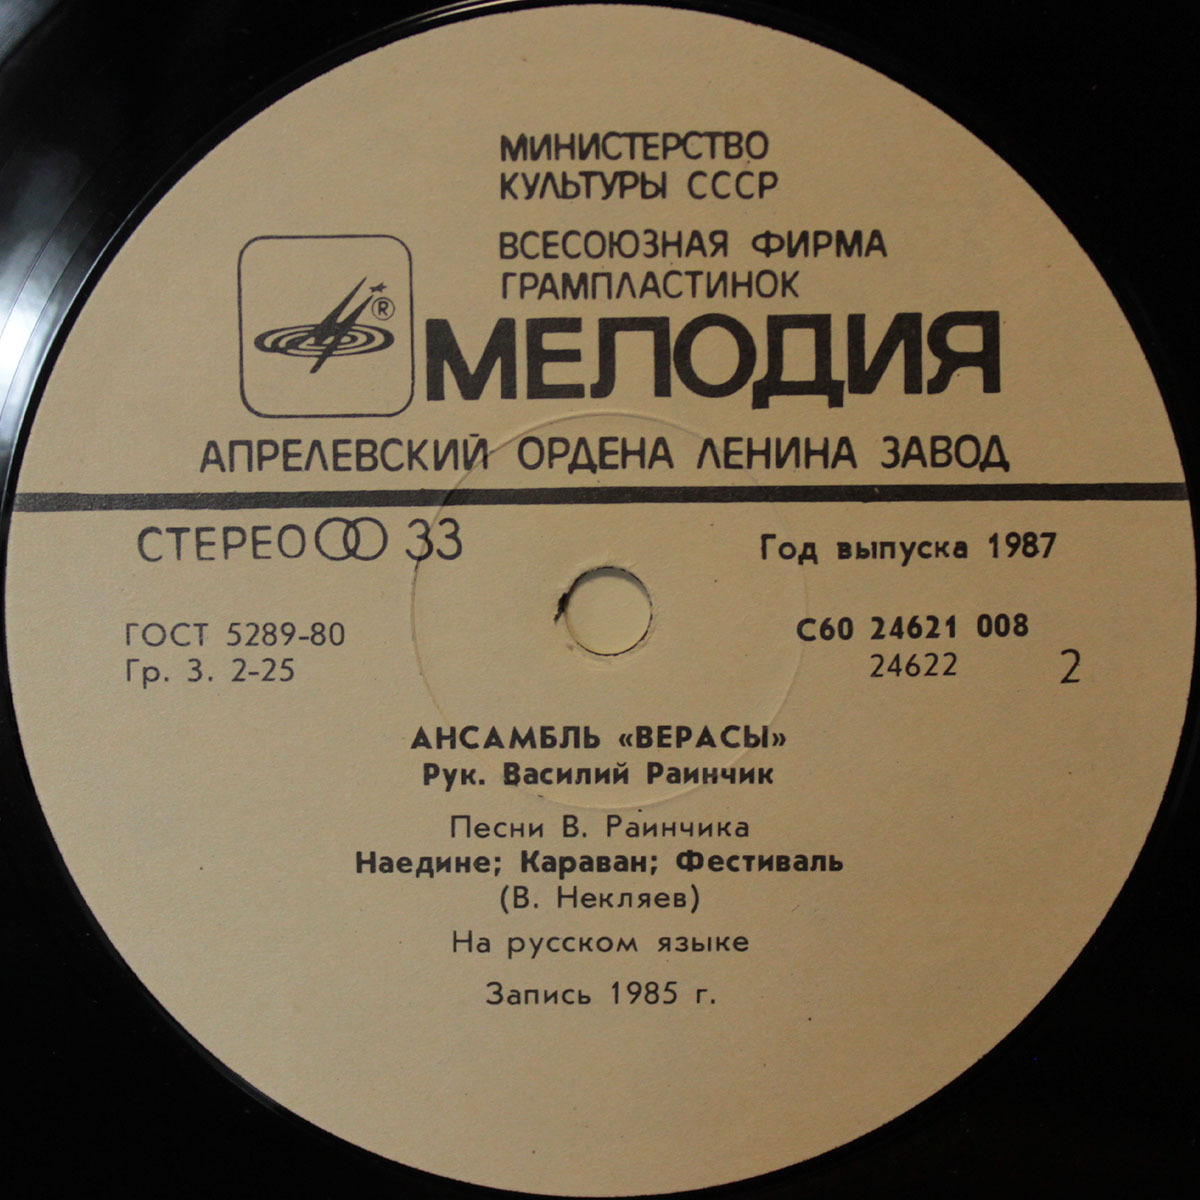 МИНИСТЕРСТВО
КУЛЬТУРЫ СССР
ВСЕСОЮЗНАЯ ФИРМА
ГРАМПЛАСТИНОК
®
МЕЛОДИЯ
АПРЕЛЕВСКИЙ ОРДЕНА ЛЕНИНА ЗАВОД
СТЕРЕО 33
Год выпуска 1987
ГОСТ 5289-80
Гр. 3. 2-25
С60 24621 008
24622 2
АНСАМБЛЬ «ВЕРАСЫ»
Рук. Василий Раинчик
Песни В. Раинчика
Наедине; Караван; Фестиваль
(В. Некляев)
На русском языке
Запись 1985 г.